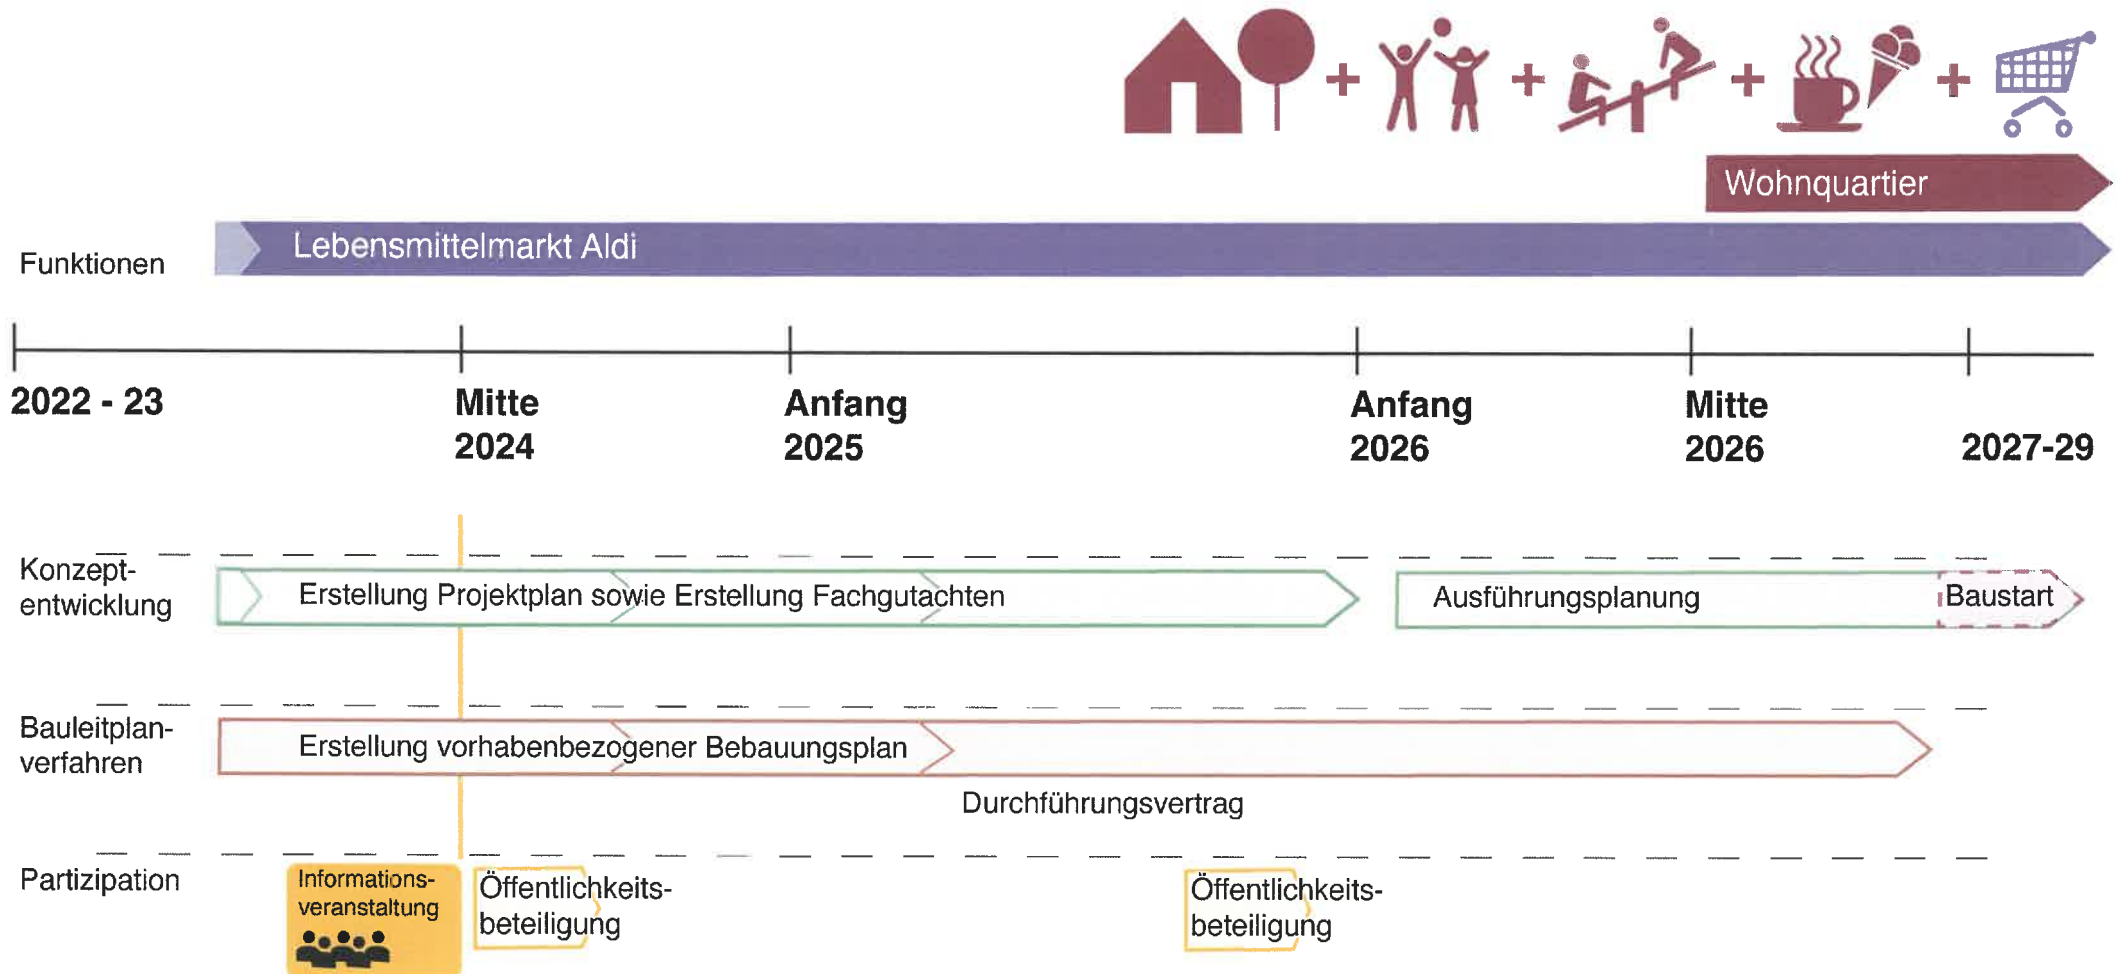 Wohnquartier
Lebensmittelmarkt Aldi
Funktionen
2022 - 23
Mitte
2024
Anfang
2025
Anfang
2026
Mitte
2026
2027-29
Konzept-
entwicklung
Erstellung Projektplan sowie Erstellung Fachgutachten
Ausführungsplanung
Baustart
Bauleitplan-
verfahren
Erstellung vorhabenbezogener Bebauungsplan
Durchführungsvertrag
Partizipation
Informations-
veranstaltung
Öffentlichkeits-
beteiligung
Öffentlichkeits-
beteiligung